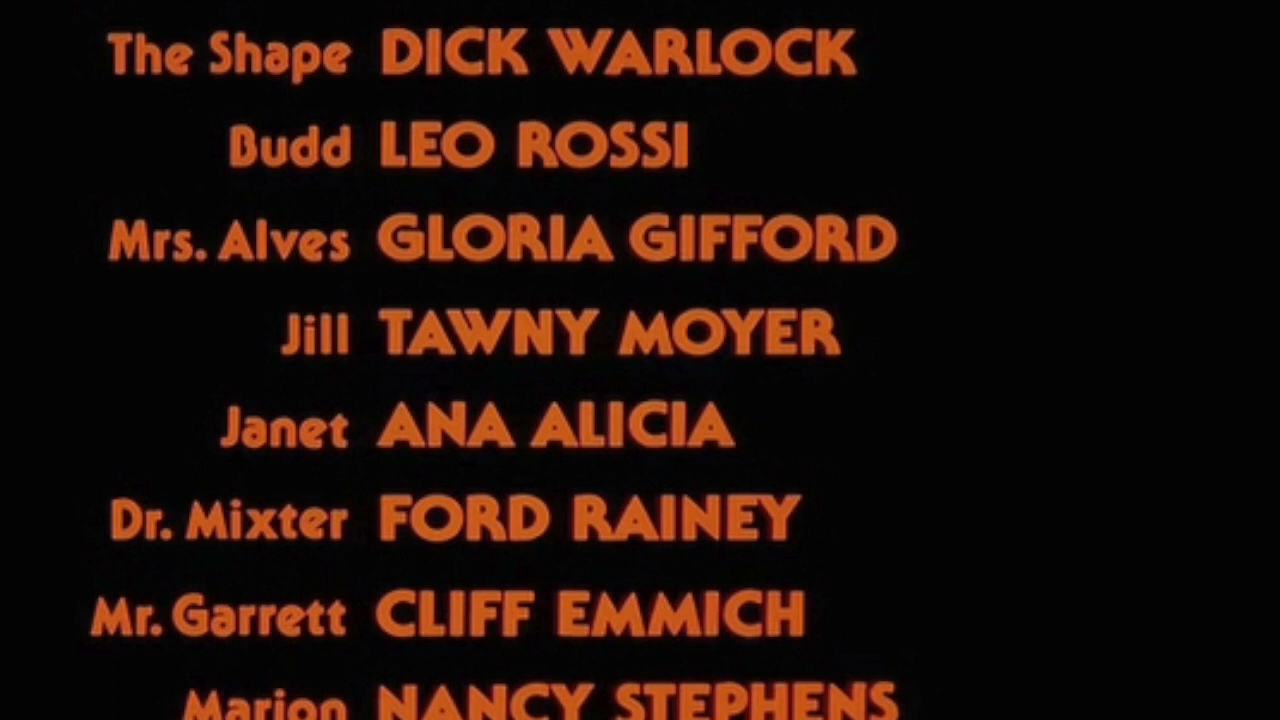 The Shape DICK WARLOCK
Budd LEO ROSSI
Mrs. Alves GLORIA GIFFORD
Jill TAWNY MOYER
Janet ANA ALICIA
Dr. Mixter FORD RAINEY
Mr. Garrett CLIFF EMMICH
Marion NANCY STEPHENS